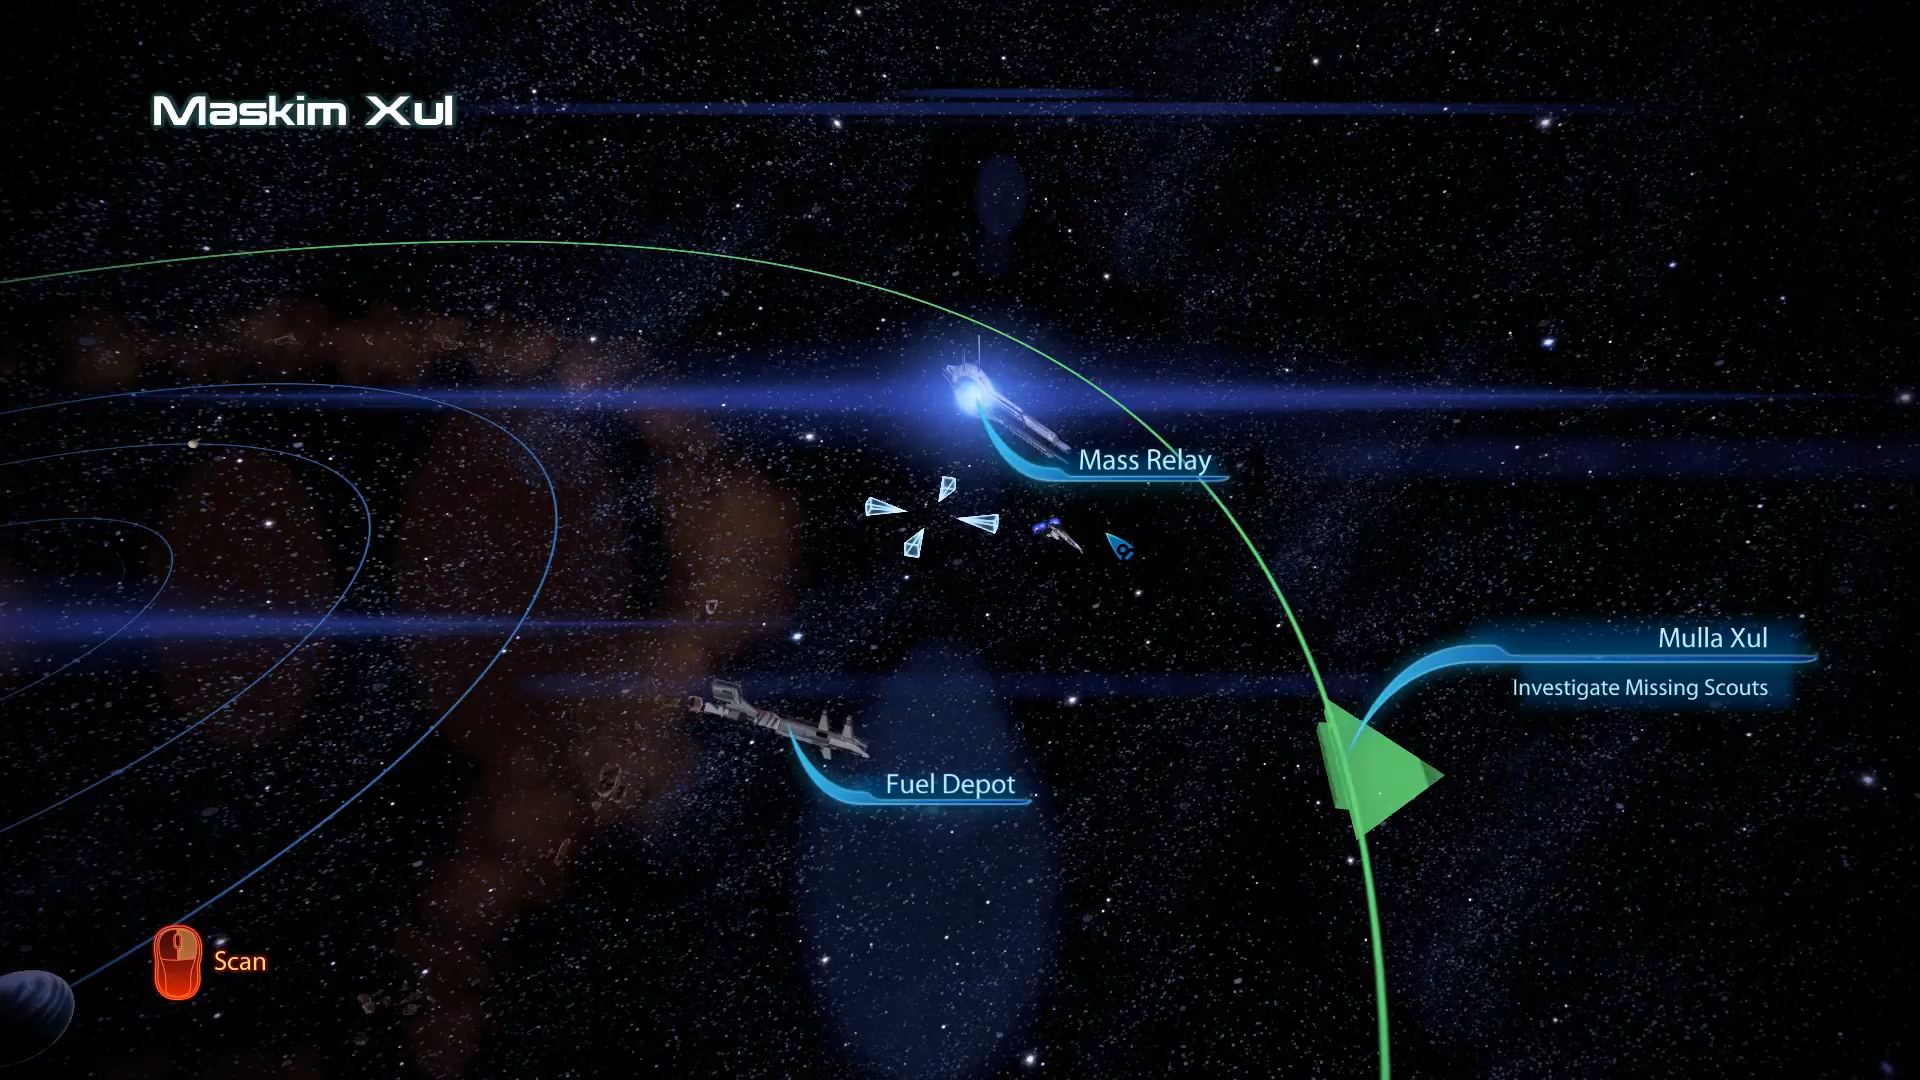 Maskim Xul
Mass Relay
Mulla Xul
Investigate Missing Scouts
Fuel Depot
Scan